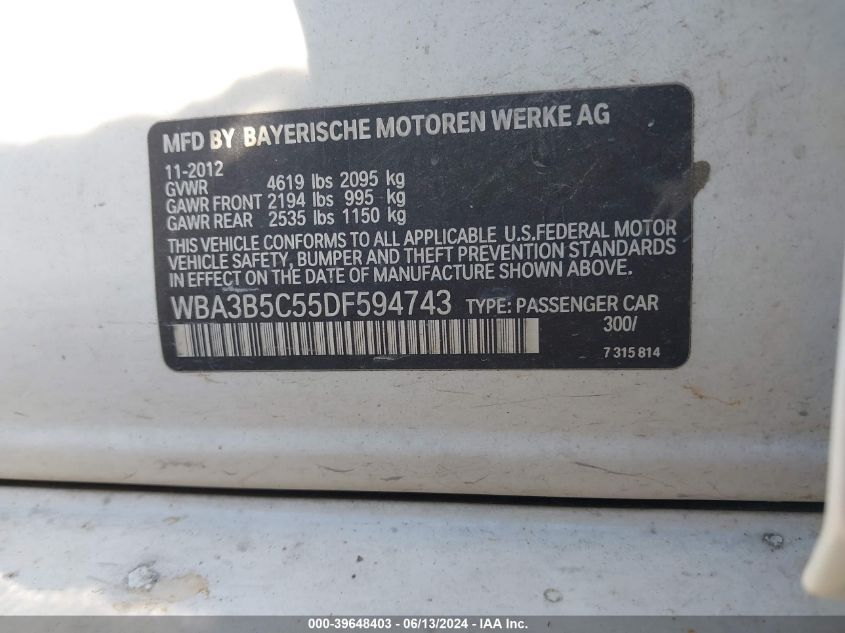 MFD BY BAYERISCHE MOTOREN WERKE AG
11-2012
GVWR 4619 lbs 2095 kg
GAWR FRONT 2194 lbs 995 kg
GAWR REAR 2535 lbs 1150 kg
THIS VEHICLE CONFORMS TO ALL APPLICABLE U.S.FEDERAL MOTOR
VEHICLE SAFETY, BUMPER AND THEFT PREVENTION STANDARDS
IN EFFECT ON THE DATE OF MANUFACTURE SHOWN ABOVE.
WBA3B5C55DF594743 TYPE: PASSENGER CAR
300/
7 315 814
000-39648403 - 06/13/2024 - IAA Inc.